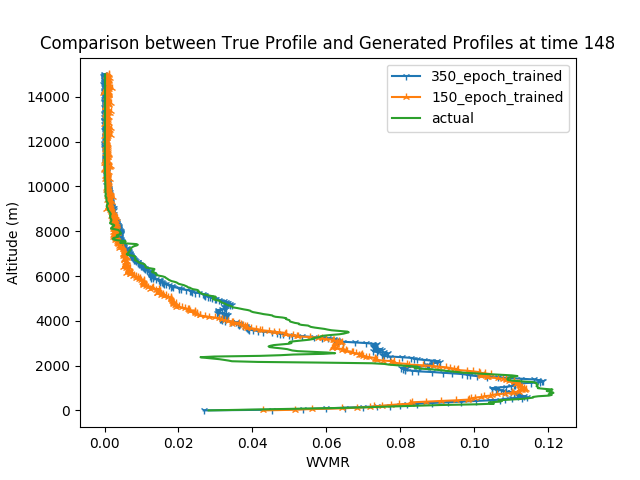 Comparison between True Profile and Generated Profiles at time 148
350_epoch_trained
150_epoch_trained
actual
14000
12000
10000
8000
6000
4000
2000
0
Altitude (m)
0.00 0.02 0.04 0.06 0.08 0.10 0.12
WVMR